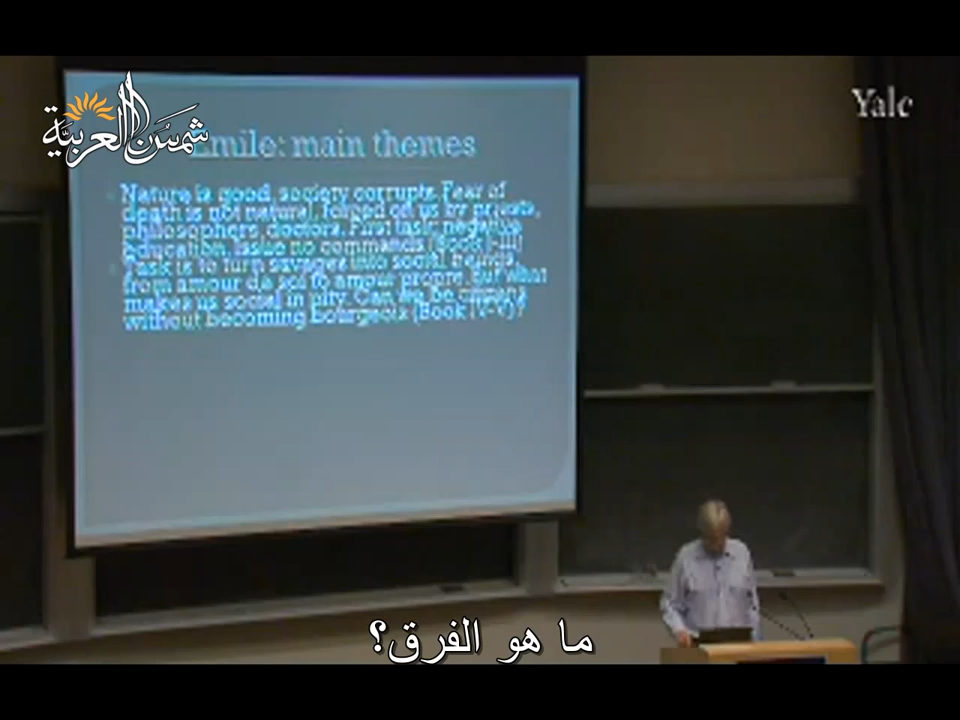 شمس العربية
Yale
Emile: main themes
Nature is good, society corrupts. Fear of
death is not natural, forged on us by priests,
philosophers, doctors. First task: negative
education, issue no commands (Book I-III)
Task is to turn savages into social beings,
from amour de soi to amour propre. But what
makes us social in pity. Can we be citizens
without becoming bourgeois (Book IV-V)?
ما هو الفرق؟